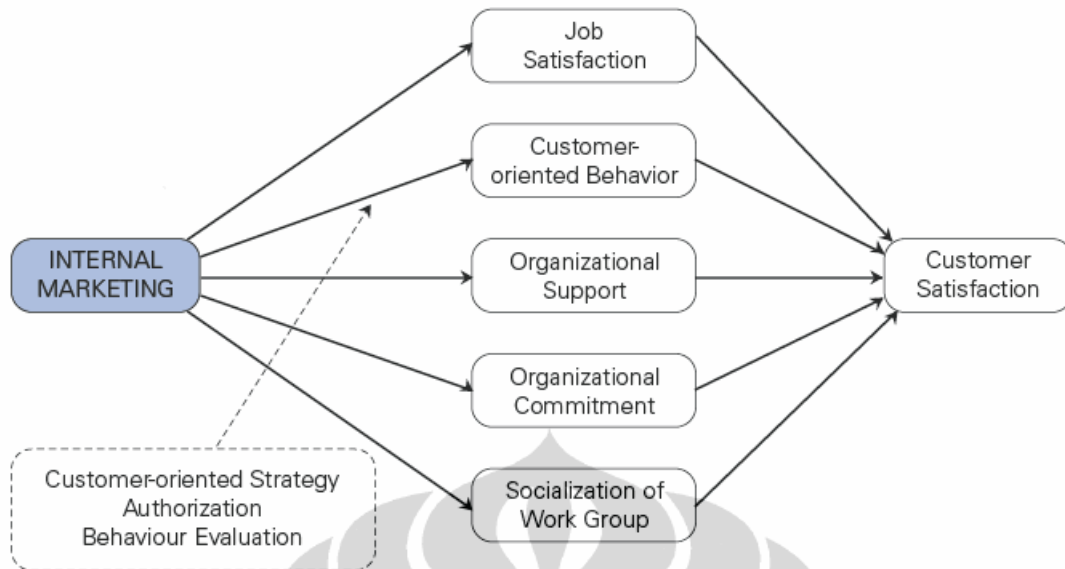 Job
Satisfaction
Customer-
oriented Behavior
INTERNAL
MARKETING
Organizational
Support
Customer
Satisfaction
Organizational
Commitment
Customer-oriented Strategy
Authorization
Behaviour Evaluation
Socialization of
Work Group